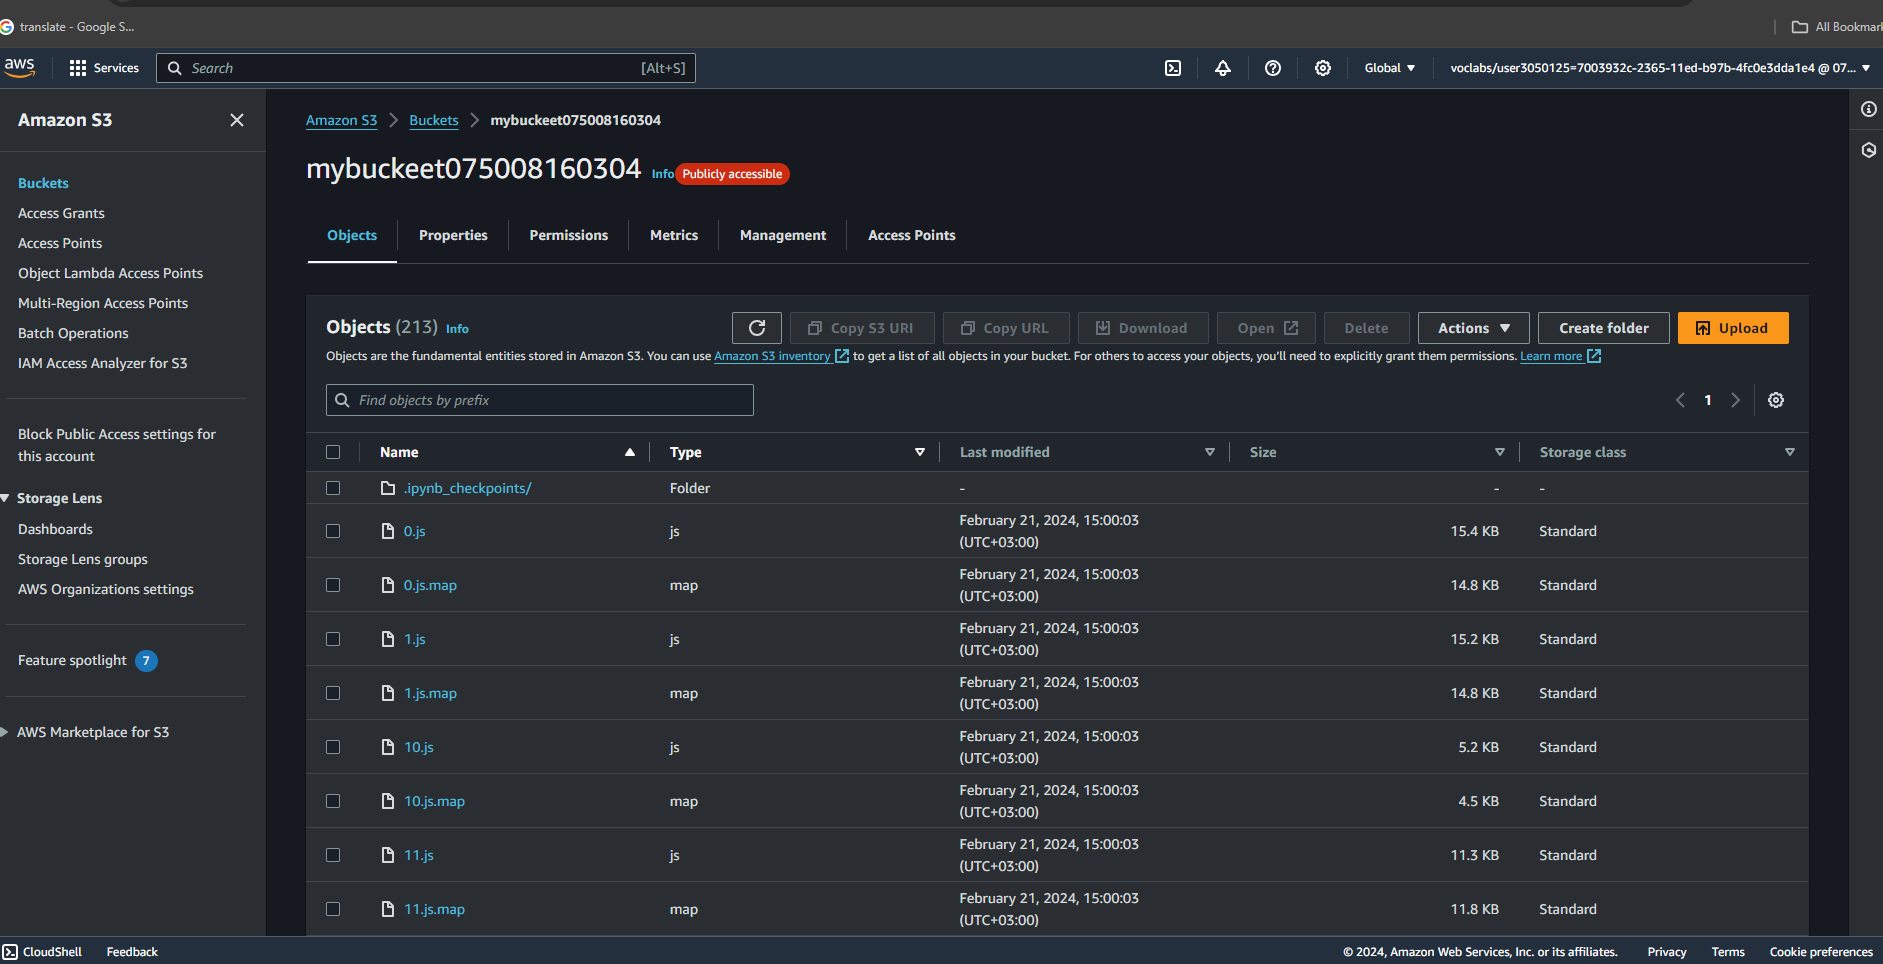 translate - Google S...
All Bookmar
aws
Services
Search
[Alt+S]
Global
voclabs/user3050125=7003932c-2365-11ed-b97b-4fc0e3dda1e4 @ 07...
Amazon S3
Buckets
Access Grants
Access Points
Object Lambda Access Points
Multi-Region Access Points
Batch Operations
IAM Access Analyzer for S3
Block Public Access settings for
this account
Storage Lens
Dashboards
Storage Lens groups
AWS Organizations settings
Feature spotlight 7
AWS Marketplace for S3
Amazon S3 > Buckets > mybuckeet075008160304
mybuckeet075008160304 Info Publicly accessible
Objects Properties Permissions Metrics Management Access Points
Objects (213) Info
Copy S3 URI Copy URL Download Open Delete Actions Create folder Upload
Objects are the fundamental entities stored in Amazon S3. You can use Amazon S3 inventory to get a list of all objects in your bucket. For others to access your objects, you'll need to explicitly grant them permissions. Learn more
Find objects by prefix
1
Name Type Last modified Size Storage class
.ipynb_checkpoints/ Folder - - -
0.js js February 21, 2024, 15:00:03 (UTC+03:00) 15.4 KB Standard
0.js.map map February 21, 2024, 15:00:03 (UTC+03:00) 14.8 KB Standard
1.js js February 21, 2024, 15:00:03 (UTC+03:00) 15.2 KB Standard
1.js.map map February 21, 2024, 15:00:03 (UTC+03:00) 14.8 KB Standard
10.js js February 21, 2024, 15:00:03 (UTC+03:00) 5.2 KB Standard
10.js.map map February 21, 2024, 15:00:03 (UTC+03:00) 4.5 KB Standard
11.js js February 21, 2024, 15:00:03 (UTC+03:00) 11.3 KB Standard
11.js.map map February 21, 2024, 15:00:03 (UTC+03:00) 11.8 KB Standard
CloudShell Feedback
© 2024, Amazon Web Services, Inc. or its affiliates. Privacy Terms Cookie preferences